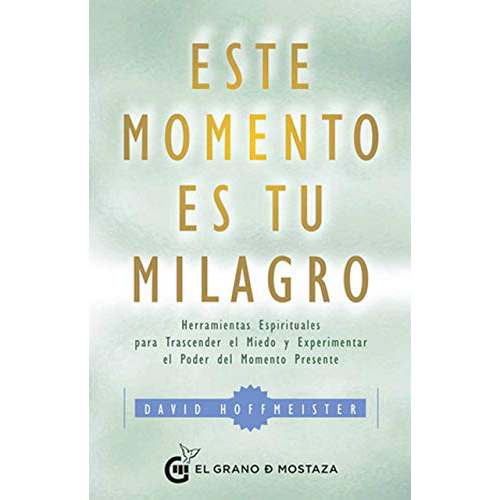 ESTE
MOMENTO
ES TU
MILAGRO
Herramientas Espirituales
para Trascender el Miedo y Experimentar
el Poder del Momento Presente
DAVID HOFFMEISTER
EL GRANO Ð MOSTAZA